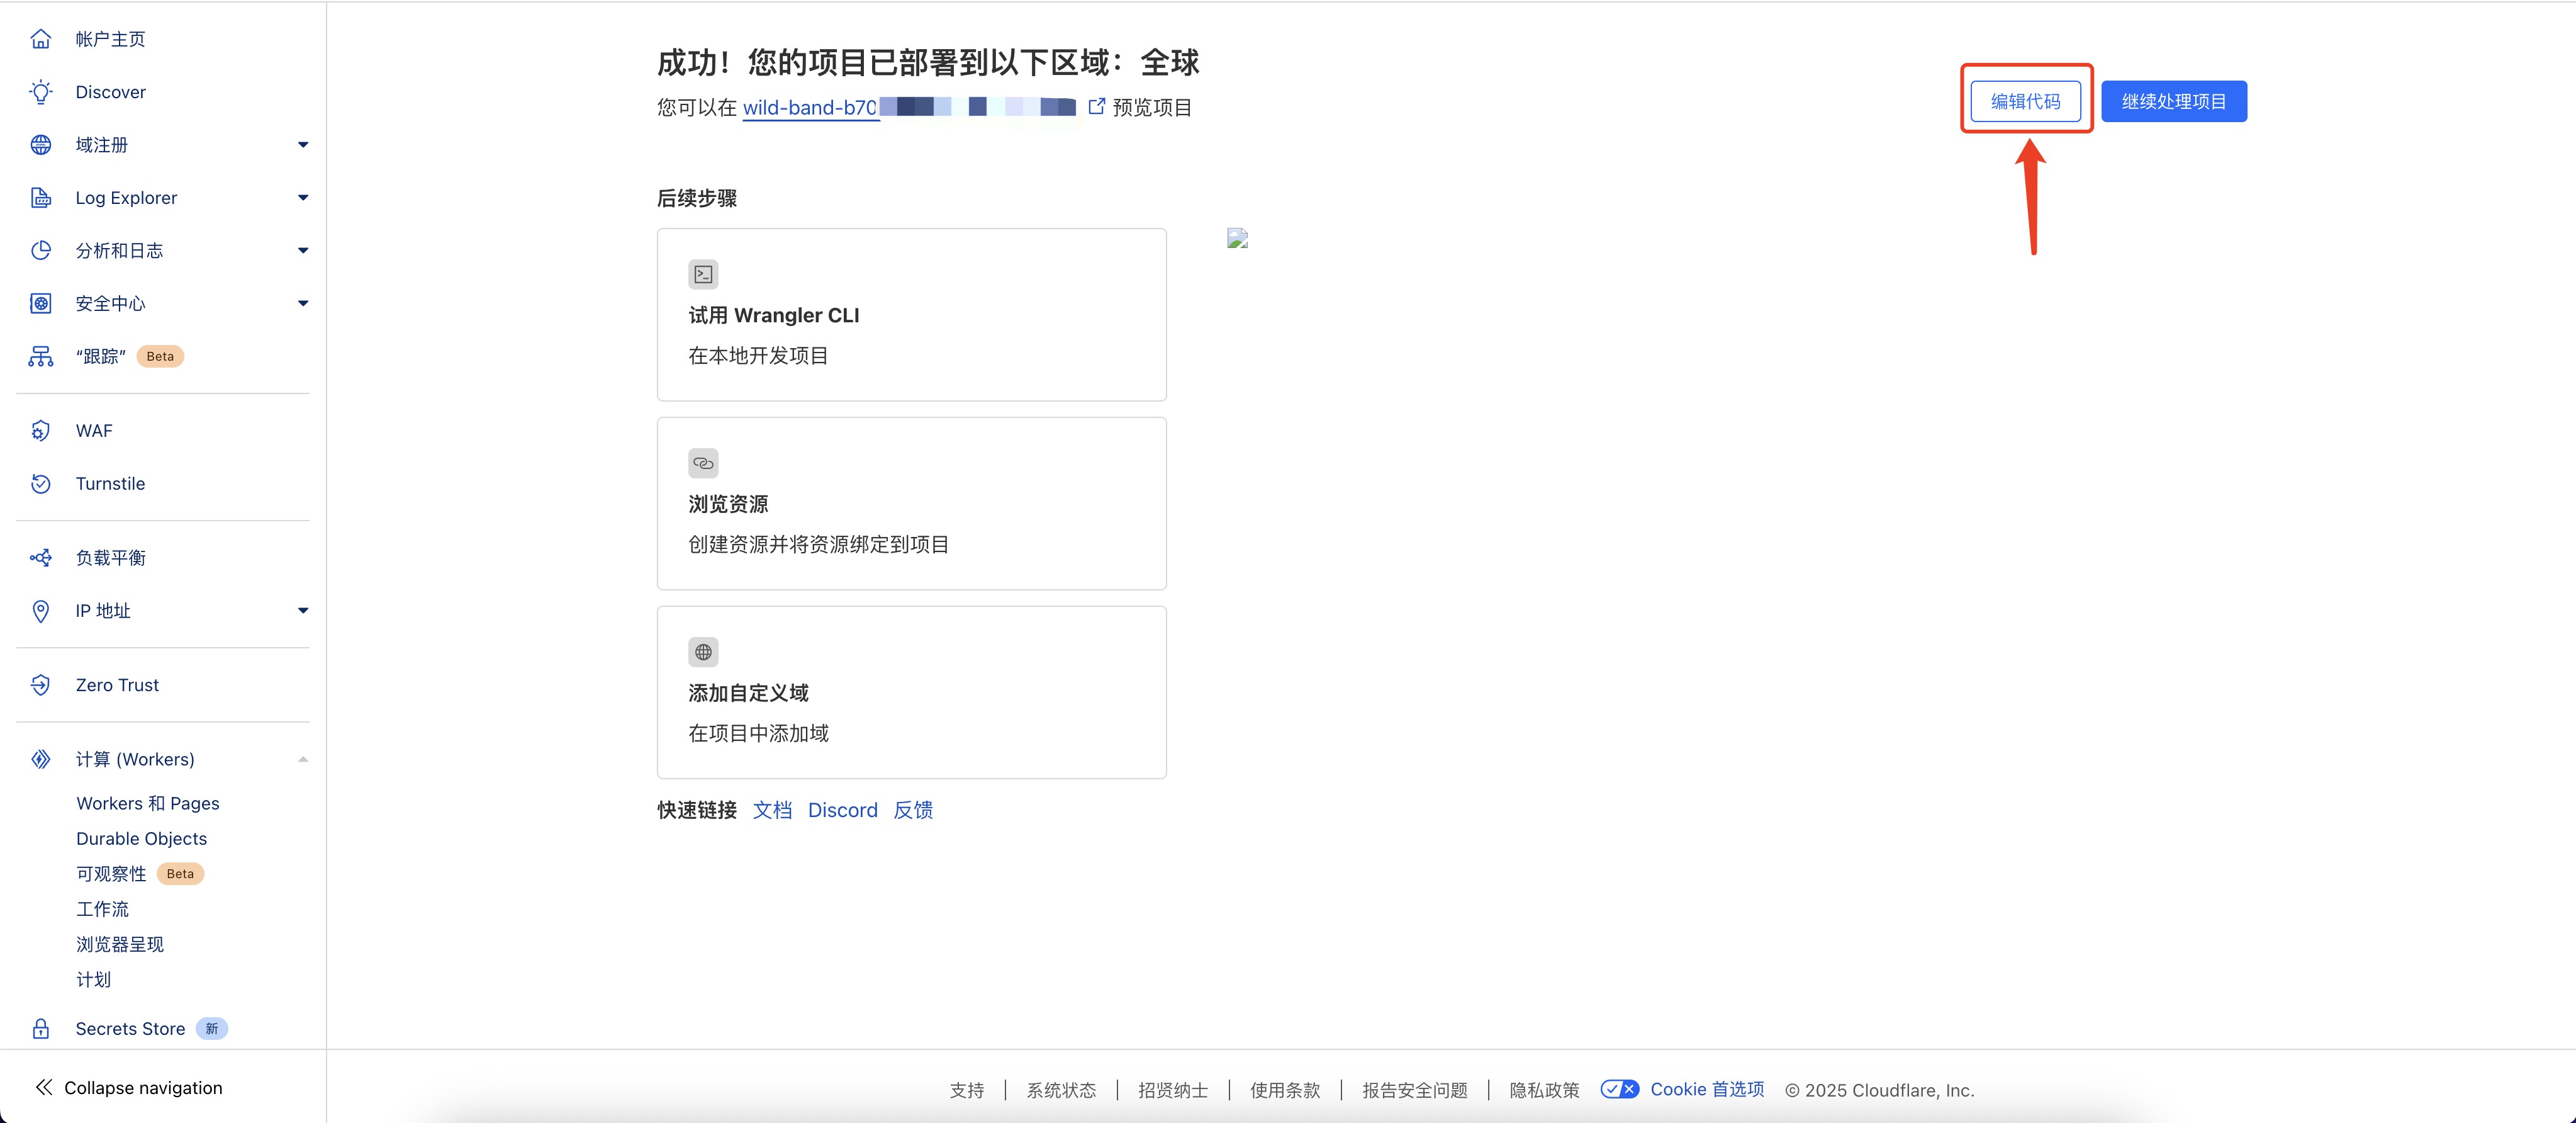 帐户主页
Discover
域注册
Log Explorer
分析和日志
安全中心
“跟踪” Beta
WAF
Turnstile
负载平衡
IP 地址
Zero Trust
计算 (Workers)
Workers 和 Pages
Durable Objects
可观察性 Beta
工作流
浏览器呈现
计划
Secrets Store 新
Collapse navigation
成功！您的项目已部署到以下区域：全球
您可以在 wild-band-b70 预览项目
编辑代码 继续处理项目
后续步骤
试用 Wrangler CLI
在本地开发项目
浏览资源
创建资源并将资源绑定到项目
添加自定义域
在项目中添加域
快速链接 文档 Discord 反馈
支持 | 系统状态 | 招贤纳士 | 使用条款 | 报告安全问题 | 隐私政策 Cookie 首选项 © 2025 Cloudflare, Inc.